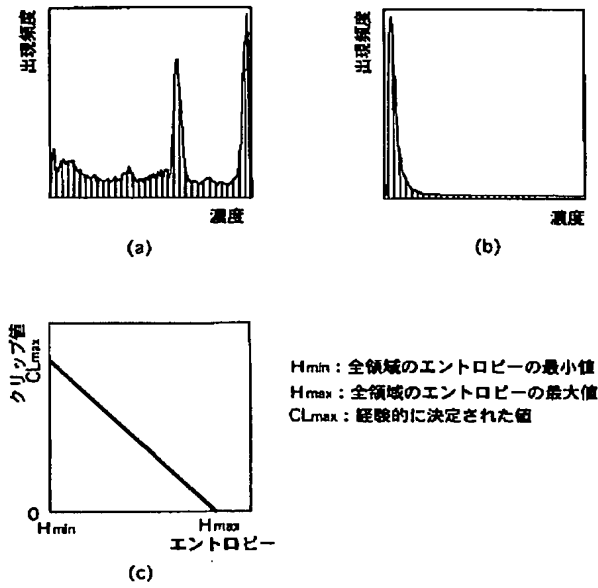 出現頻度
濃度
(a)
出現頻度
濃度
(b)
クリップ値
CLmax
O
Hmin
Hmax
エントロピー
(c)
Hmin：全領域のエントロピーの最小値
Hmax：全領域のエントロピーの最大値
CLmax：経験的に決定された値